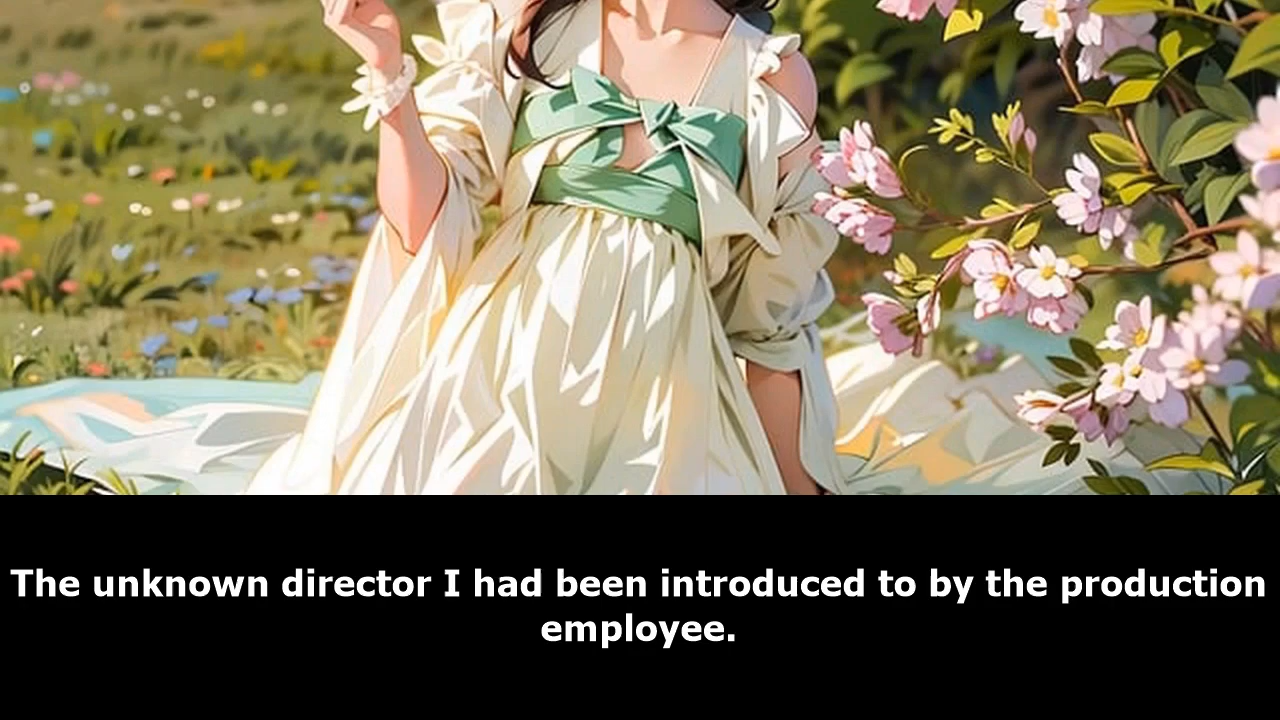 The unknown director I had been introduced to by the production
employee.